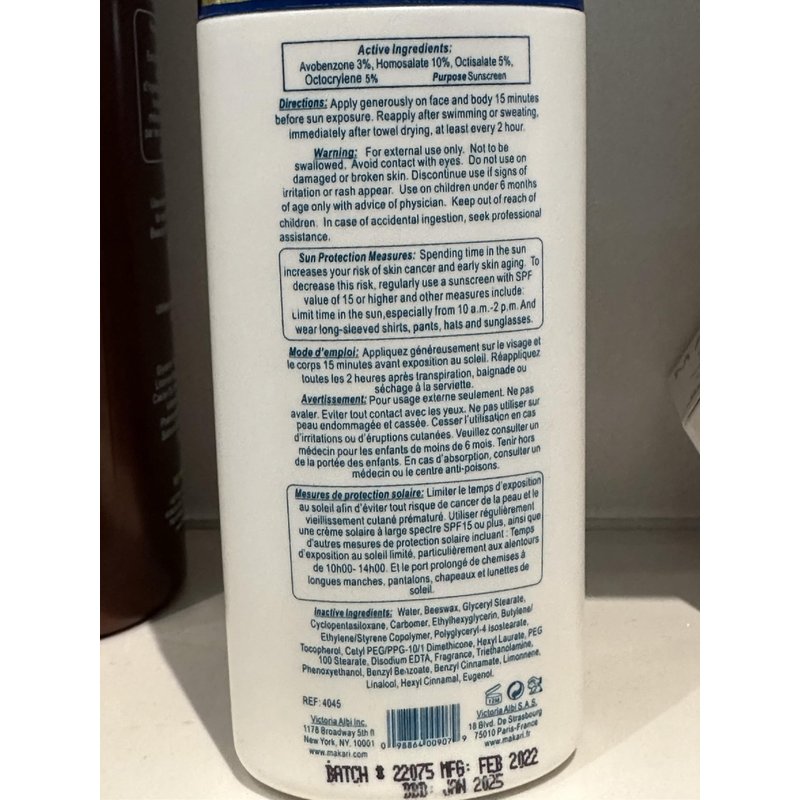 Active Ingredients:
Avobenzone 3%, Homosalate 10%, Octisalate 5%,
Octocrylene 5% Purpose Sunscreen
Directions: Apply generously on face and body 15 minutes
before sun exposure. Reapply after swimming or sweating,
immediately after towel drying, at least every 2 hour.
Warning: For external use only. Not to be
swallowed. Avoid contact with eyes. Do not use on
damaged or broken skin. Discontinue use if signs of
irritation or rash appear. Use on children under 6 months
of age only with advice of physician. Keep out of reach of
children. In case of accidental ingestion, seek professional
assistance.
Sun Protection Measures: Spending time in the sun
increases your risk of skin cancer and early skin aging. To
decrease this risk, regularly use a sunscreen with SPF
value of 15 or higher and other measures include:
Limit time in the sun,especially from 10 a.m.-2 p.m. And
wear long-sleeved shirts, pants, hats and sunglasses.
Mode d'emploi: Appliquez généreusement sur le visage et
le corps 15 minutes avant exposition au soleil. Réappliquez
toutes les 2 heures après transpiration, baignade ou
séchage à la serviette.
Avertissement: Pour usage externe seulement. Ne pas
avaler. Eviter tout contact avec les yeux. Ne pas utiliser sur
peau endommagée et cassée. Cesser l'utilisation en cas
d'irritations ou d'éruptions cutanées. Veuillez consulter un
médecin pour les enfants de moins de 6 mois. Tenir hors
de la portée des enfants. En cas d'absorption, consulter un
médecin ou le centre anti-poisons.
Mesures de protection solaire: Limiter le temps d'exposition
au soleil afin d'éviter tout risque de cancer de la peau et le
vieillissement cutané prématuré. Utiliser régulièrement
une crème solaire à large spectre SPF15 ou plus, ainsi que
d'autres mesures de protection solaire incluant : Temps
d'exposition au soleil limité, particulièrement aux alentours
de 10h00- 14h00. Et le port prolongé de chemises à
longues manches, pantalons, chapeaux et lunettes de
soleil.
Inactive Ingredients: Water, Beeswax, Glyceryl Stearate,
Cyclopentasiloxane, Carbomer, Ethylhexyglycerin, Butylene/
Ethylene/Styrene Copolymer, Polyglyceryl-4 Isostearate,
Tocopherol, Cetyl PEG/PPG-10/1 Dimethicone, Hexyl Laurate, PEG
100 Stearate, Disodium EDTA, Fragrance, Triethanolamine,
Phenoxyethanol, Benzyl Benzoate, Benzyl Cinnamate, Limonnene,
Linalool, Hexyl Cinnamal, Eugenol.
REF: 4045
12M
Victoria Albi Inc.
1178 Broadway 5th fl
New York, NY. 10001
www.makari.com
0 98864 00907 9
Victoria Albi S.A.S.
18 Blvd. De Strasbourg
75010 Paris-France
www.makari.fr
BATCH # 22075 MFG: FEB 2022
BBD: JAN 2025